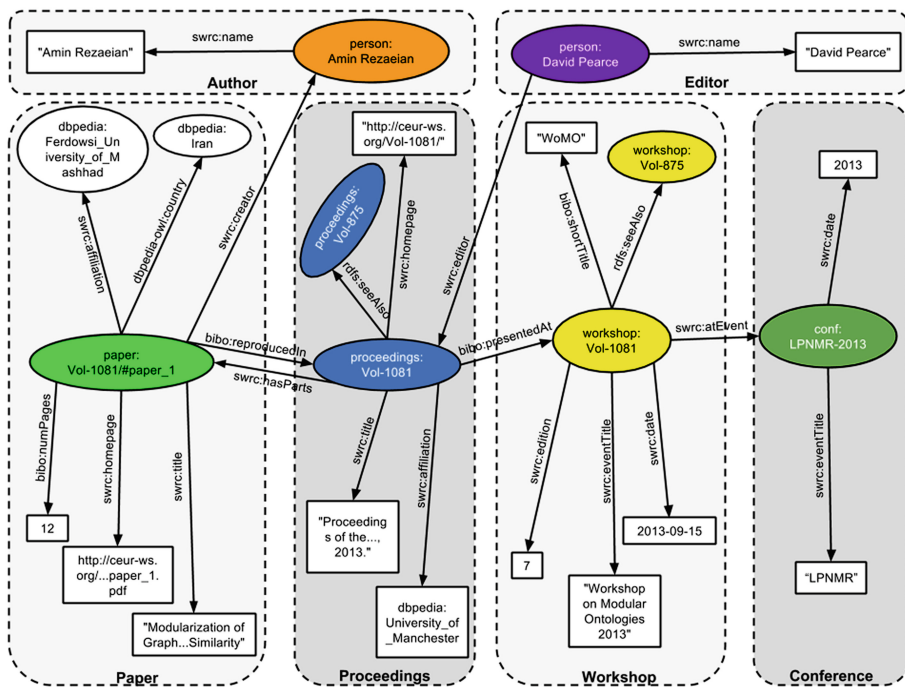 "Amin Rezaeian"
swrc:name
person:
Amin Rezaeian
Author
person:
David Pearce
swrc:name
"David Pearce"
Editor
dbpedia:
Ferdowsi_Un
iversity_of_M
ashhad
dbpedia:
Iran
swrc:affiliation
dbpedia-owl:country
swrc:creator
paper:
Vol-1081/#paper_1
bibo:numPages
swrc:homepage
swrc:title
12
http://ceur-ws.
org/...paper_1.
pdf
"Modularization of
Graph...Similarity"
Paper
"http://ceur-ws.
org/Vol-1081/"
proceedings:
Vol-875
rdfs:seeAlso
swrc:homepage
swrc:editor
bibo:reproducedIn
swrc:hasParts
proceedings:
Vol-1081
bibo:presentedAt
swrc:title
swrc:affiliation
"Proceeding
s of the...,
2013."
dbpedia:
University_of
_Manchester
Proceedings
"WoMO"
workshop:
Vol-875
bibo:shortTitle
rdfs:seeAlso
workshop:
Vol-1081
swrc:atEvent
swrc:edition
swrc:eventTitle
swrc:date
7
"Workshop
on Modular
Ontologies
2013"
2013-09-15
Workshop
2013
swrc:date
conf:
LPNMR-2013
swrc:eventTitle
“LPNMR”
Conference